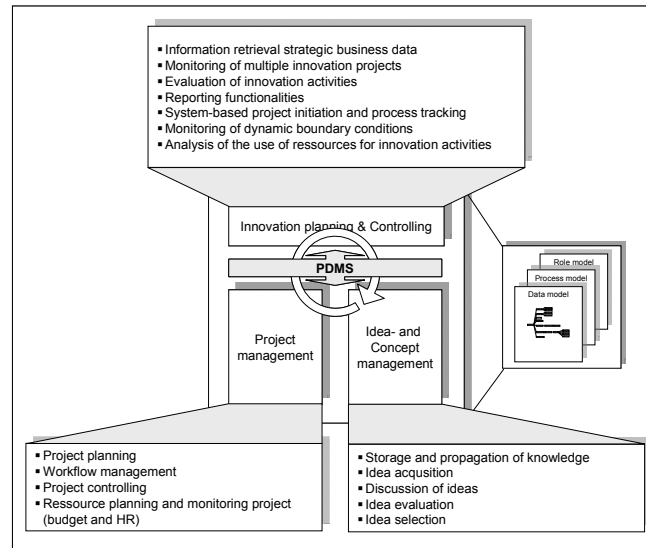 ▪ Information retrieval strategic business data
▪ Monitoring of multiple innovation projects
▪ Evaluation of innovation activities
▪ Reporting functionalities
▪ System-based project initiation and process tracking
▪ Monitoring of dynamic boundary conditions
▪ Analysis of the use of ressources for innovation activities
Innovation planning & Controlling
PDMS
Role model
Process model
Data model
Project
management
Idea- and
Concept
management
▪ Project planning
▪ Workflow management
▪ Project controlling
▪ Ressource planning and monitoring project
(budget and HR)
▪ Storage and propagation of knowledge
▪ Idea acqusition
▪ Discussion of ideas
▪ Idea evaluation
▪ Idea selection